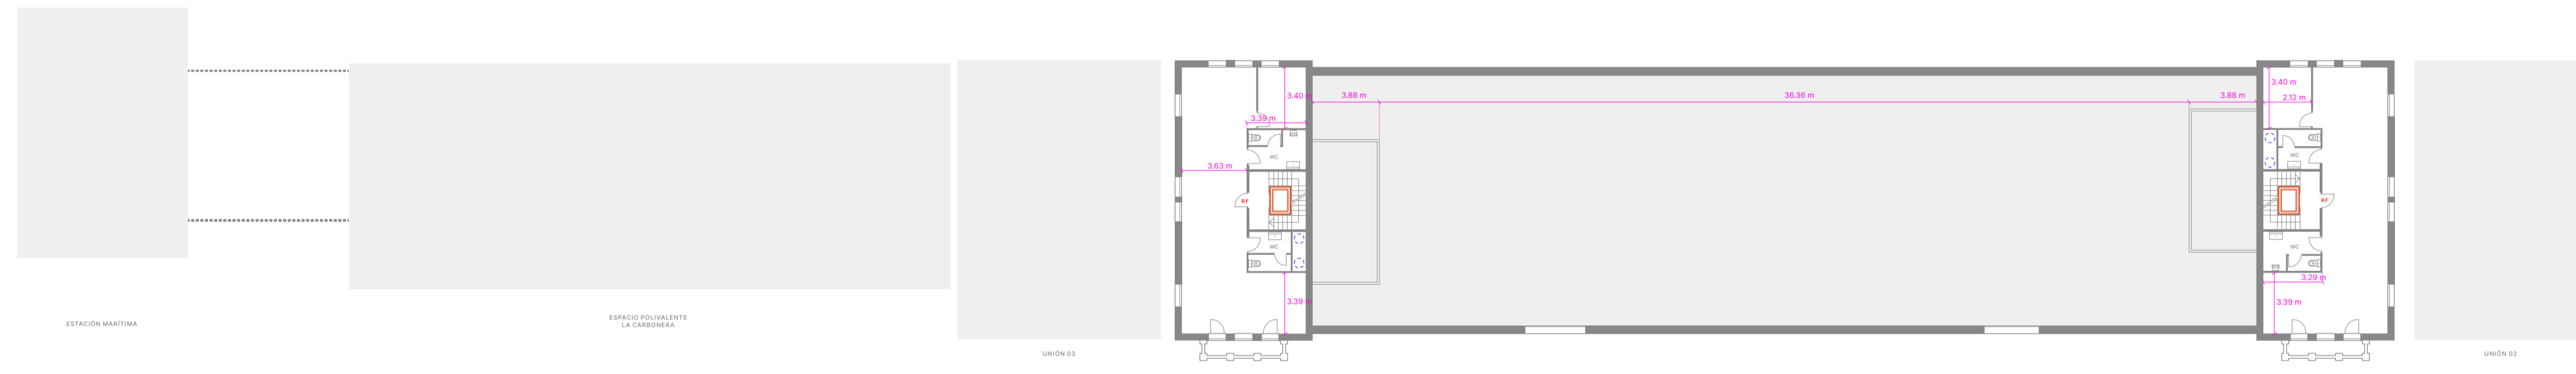 3.40 m
3.88 m
36.36 m
3.88 m
3.40 m
2.12 m
3.39 m
WC
3.63 m
RF
WC
3.39 m
WC
RF
WC
3.29 m
3.39 m
ESTACIÓN MARÍTIMA
ESPACIO POLIVALENTE
LA CARBONERA
UNIÓN 03
UNIÓN 02